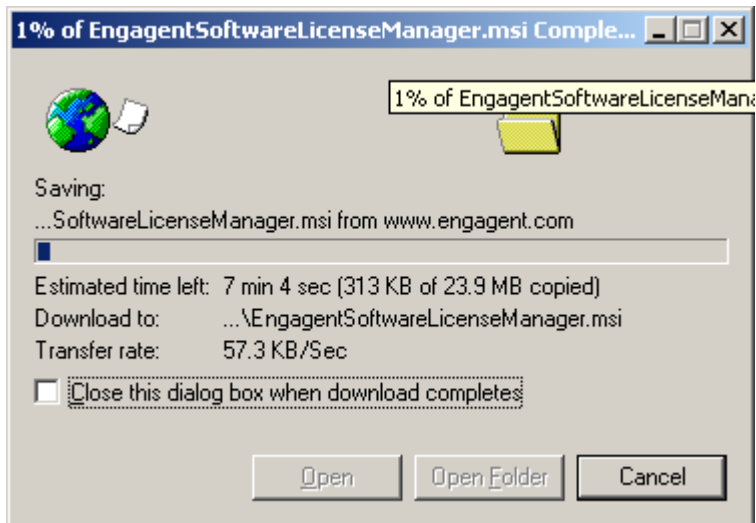 1% of EngagentSoftwareLicenseManager.msi Comple...
1% of EngagentSoftwareLicenseMana
Saving:
...SoftwareLicenseManager.msi from www.engagent.com
Estimated time left: 7 min 4 sec (313 KB of 23.9 MB copied)
Download to: ...\EngagentSoftwareLicenseManager.msi
Transfer rate: 57.3 KB/Sec
Close this dialog box when download completes
Open Open Folder Cancel